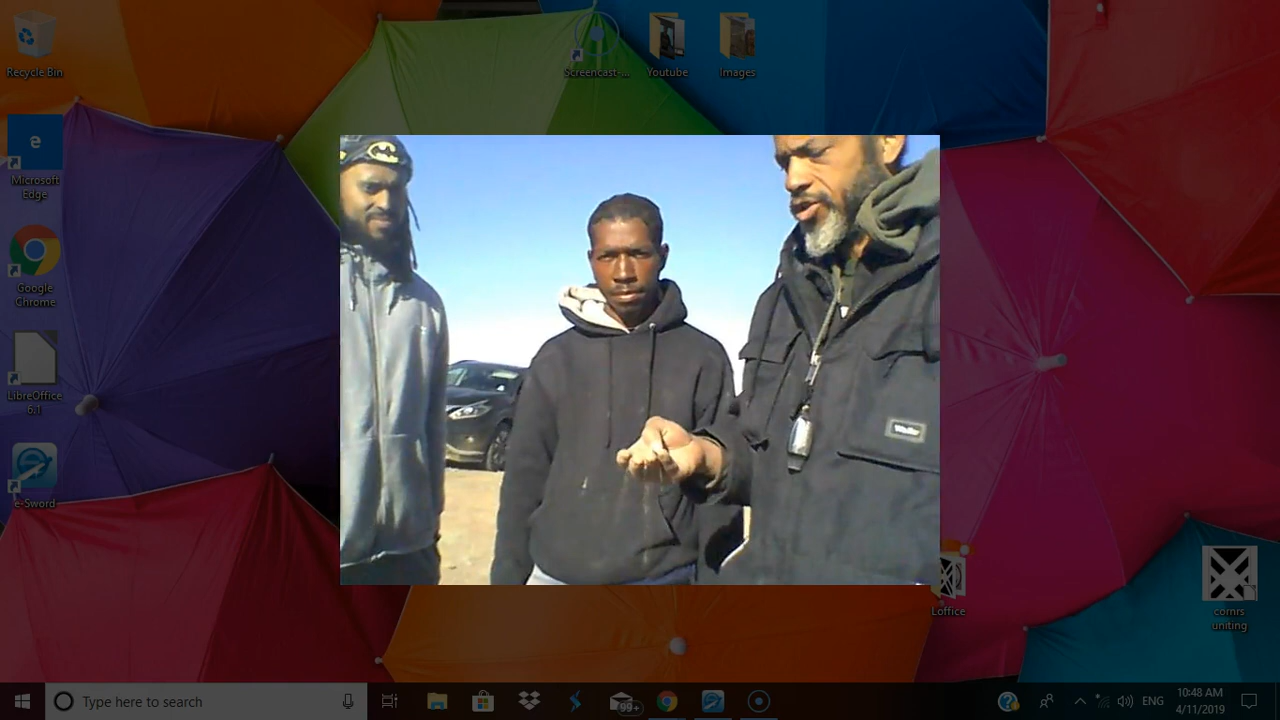 Recycle Bin
Screencast-...
Youtube
Images
Microsoft
Edge
Google
Chrome
LibreOffice
6.1
e-Sword
Loffice
cornrs
uniting
Type here to search
99+
ENG
10:48 AM
4/11/2019